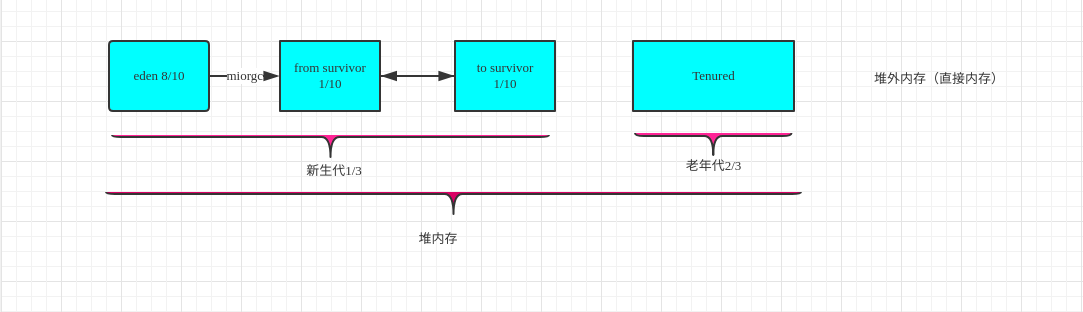 eden 8/10
miorgc
from survivor
1/10
to survivor
1/10
Tenured
堆外内存（直接内存）
新生代1/3
老年代2/3
堆内存